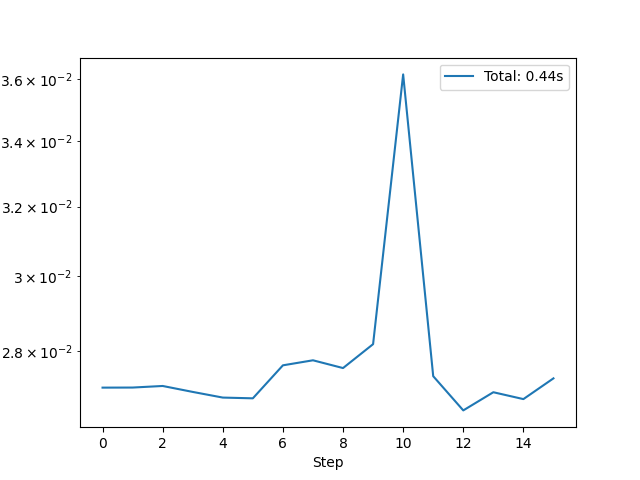 Total: 0.44s
3.6 × 10⁻²
3.4 × 10⁻²
3.2 × 10⁻²
3 × 10⁻²
2.8 × 10⁻²
0 2 4 6 8 10 12 14
Step